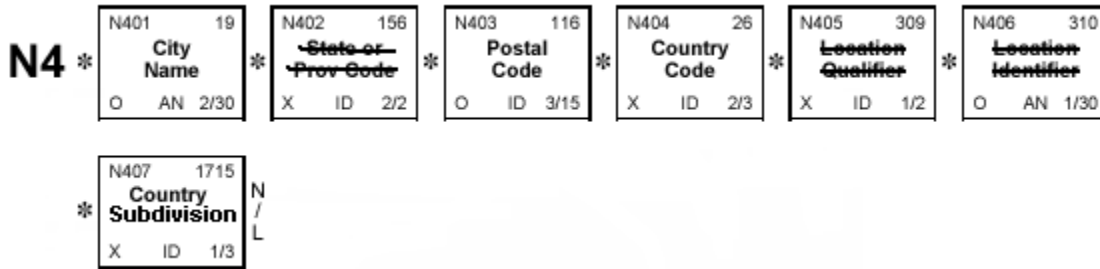 N401 19 N402 156 N403 116 N404 26 N405 309 N406 310
N4 * City Name * State or Prov Code * Postal Code * Country Code * Location Qualifier * Location Identifier
O AN 2/30 X ID 2/2 O ID 3/15 X ID 2/3 X ID 1/2 O AN 1/30
N407 1715
* Country Subdivision N/L
X ID 1/3